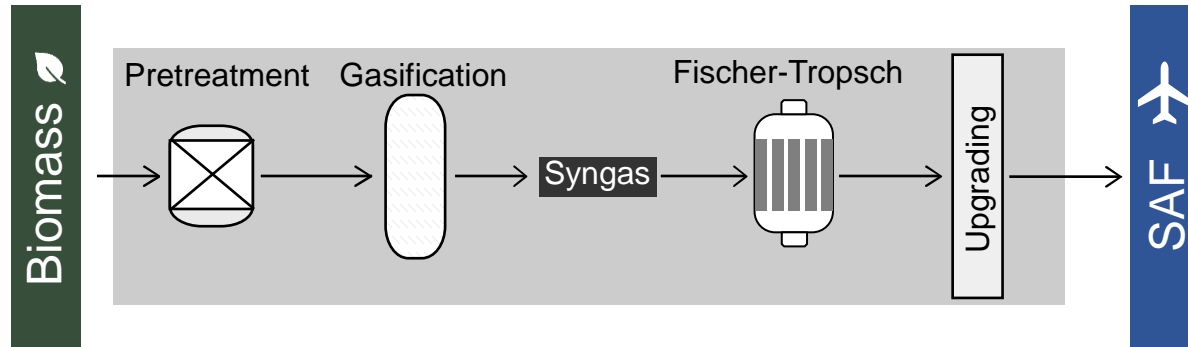 Biomass
Pretreatment
Gasification
Syngas
Fischer-Tropsch
Upgrading
SAF